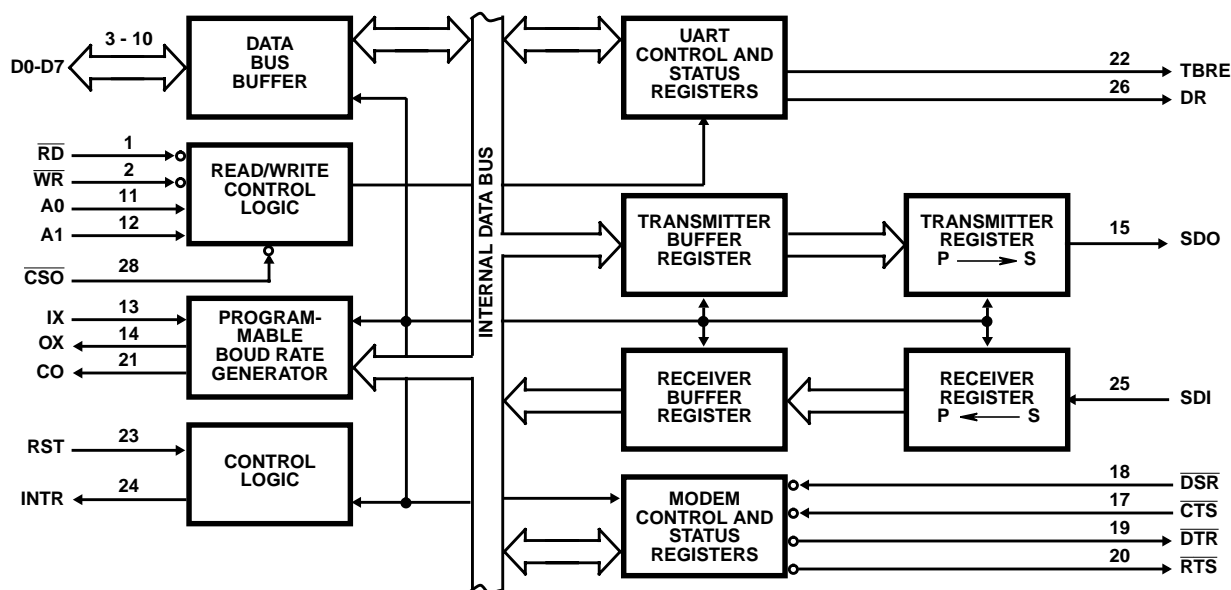 3 - 10
D0-D7
DATA
BUS
BUFFER
RD
1
WR
2
A0
11
A1
12
CSO
28
READ/WRITE
CONTROL
LOGIC
IX
13
OX
14
CO
21
PROGRAM-
MABLE
BOUD RATE
GENERATOR
RST
23
INTR
24
CONTROL
LOGIC
INTERNAL DATA BUS
UART
CONTROL AND
STATUS
REGISTERS
22
TBRE
26
DR
TRANSMITTER
BUFFER
REGISTER
TRANSMITTER
REGISTER
P S
15
SDO
RECEIVER
BUFFER
REGISTER
RECEIVER
REGISTER
P S
25
SDI
MODEM
CONTROL AND
STATUS
REGISTERS
18
DSR
17
CTS
19
DTR
20
RTS